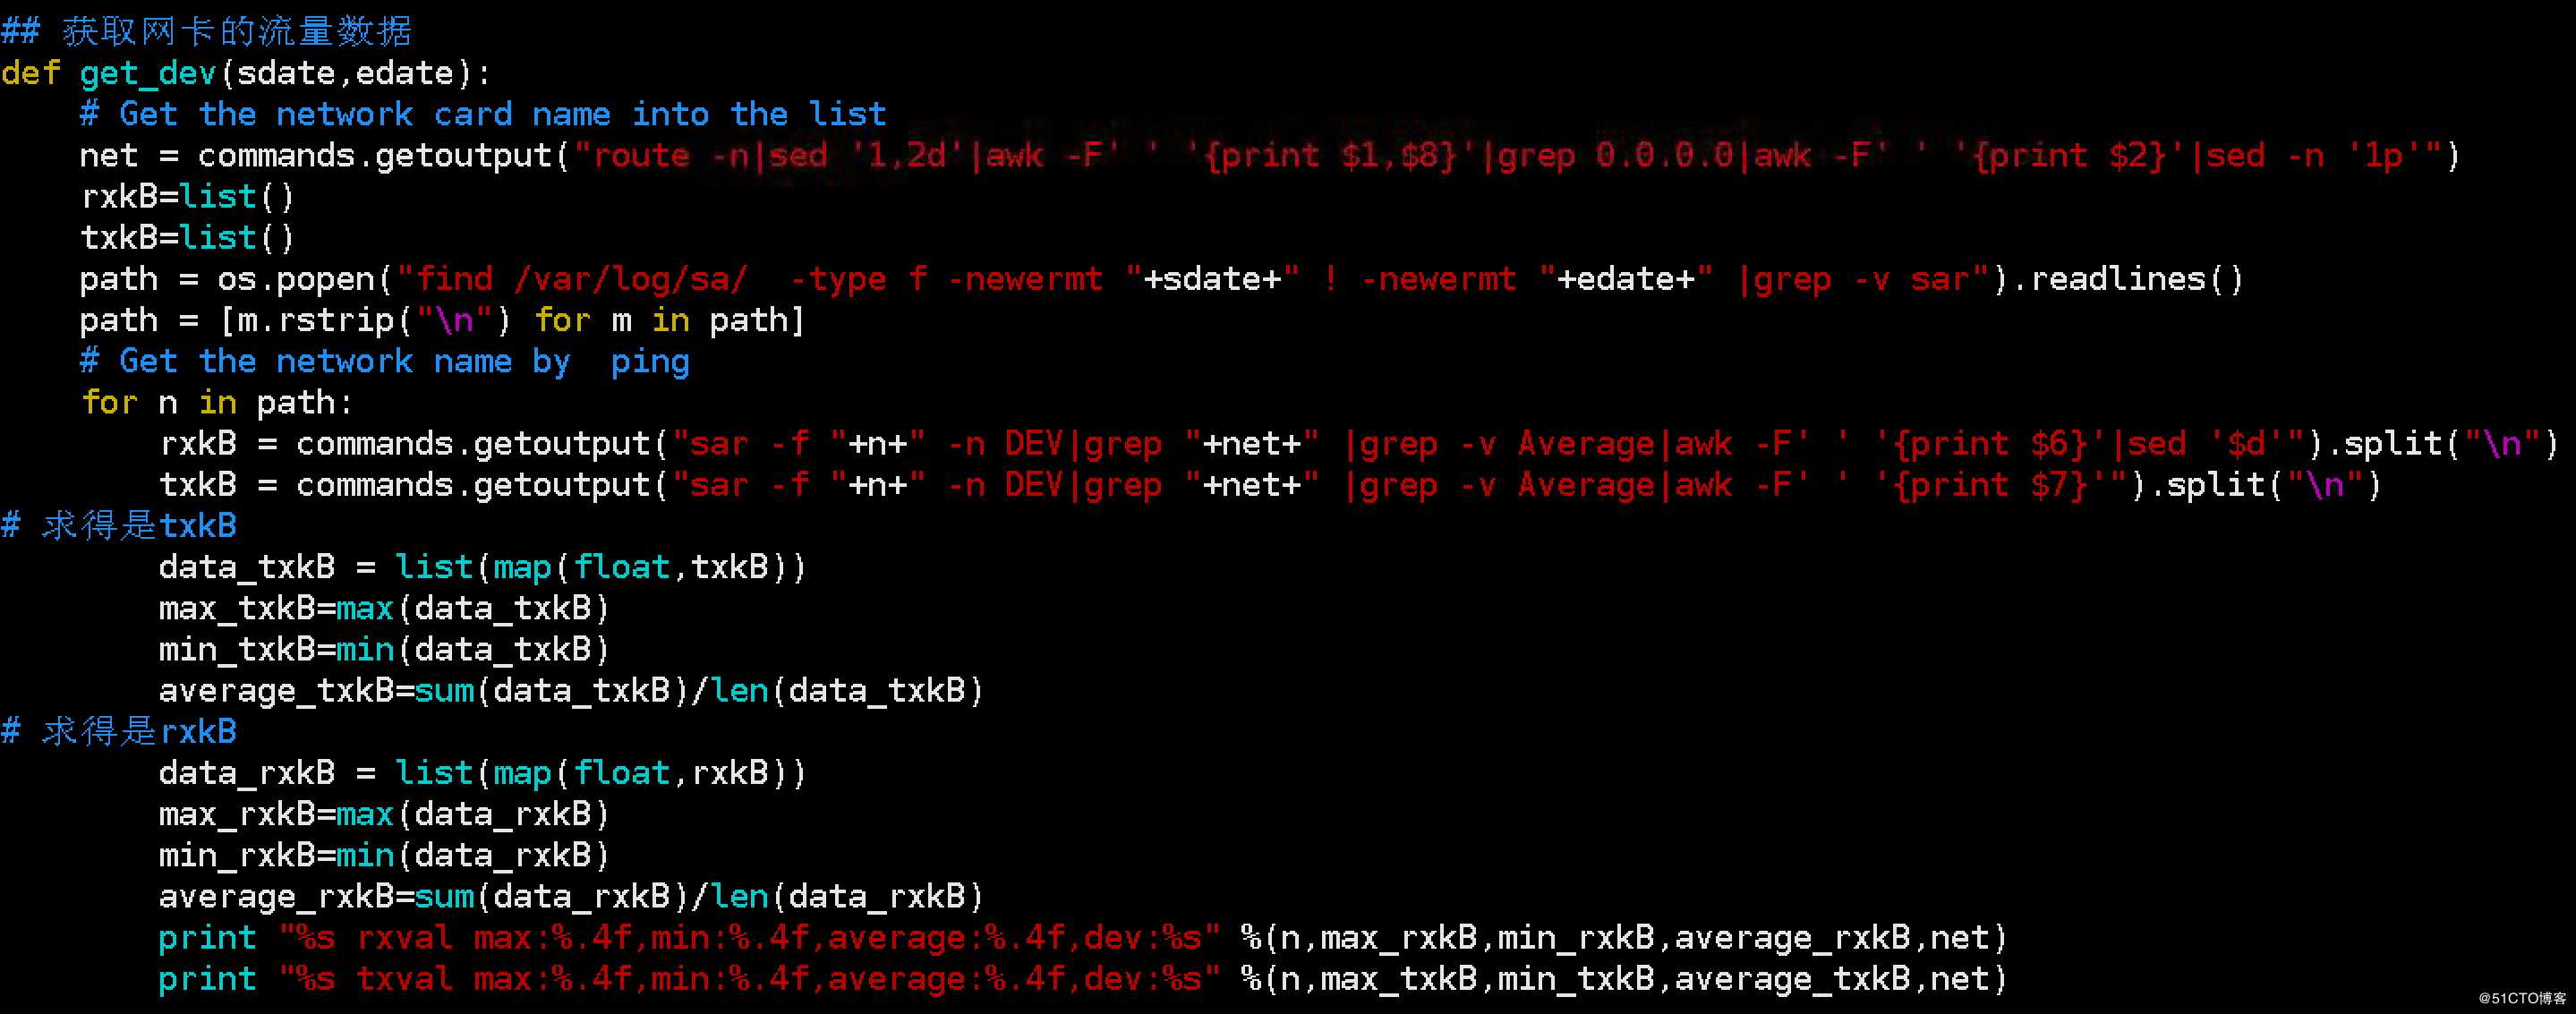 ## 获取网卡的流量数据
def get_dev(sdate,edate):
    # Get the network card name into the list
    net = commands.getoutput("route -n|sed '1,2d'|awk -F' ' '{print $1,$8}'|grep 0.0.0.0|awk -F' ' '{print $2}'|sed -n '1p'")
    rxkB=list()
    txkB=list()
    path = os.popen("find /var/log/sa/  -type f -newermt "+sdate+" ! -newermt "+edate+" |grep -v sar").readlines()
    path = [m.rstrip("\n") for m in path]
    # Get the network name by  ping
    for n in path:
        rxkB = commands.getoutput("sar -f "+n+" -n DEV|grep "+net+" |grep -v Average|awk -F' ' '{print $6}'|sed '$d'").split("\n")
        txkB = commands.getoutput("sar -f "+n+" -n DEV|grep "+net+" |grep -v Average|awk -F' ' '{print $7}'").split("\n")
# 求得是txkB
        data_txkB = list(map(float,txkB))
        max_txkB=max(data_txkB)
        min_txkB=min(data_txkB)
        average_txkB=sum(data_txkB)/len(data_txkB)
# 求得是rxkB
        data_rxkB = list(map(float,rxkB))
        max_rxkB=max(data_rxkB)
        min_rxkB=min(data_rxkB)
        average_rxkB=sum(data_rxkB)/len(data_rxkB)
        print "%s rxval max:%.4f,min:%.4f,average:%.4f,dev:%s" %(n,max_rxkB,min_rxkB,average_rxkB,net)
        print "%s txval max:%.4f,min:%.4f,average:%.4f,dev:%s" %(n,max_txkB,min_txkB,average_txkB,net)
@51CTO博客